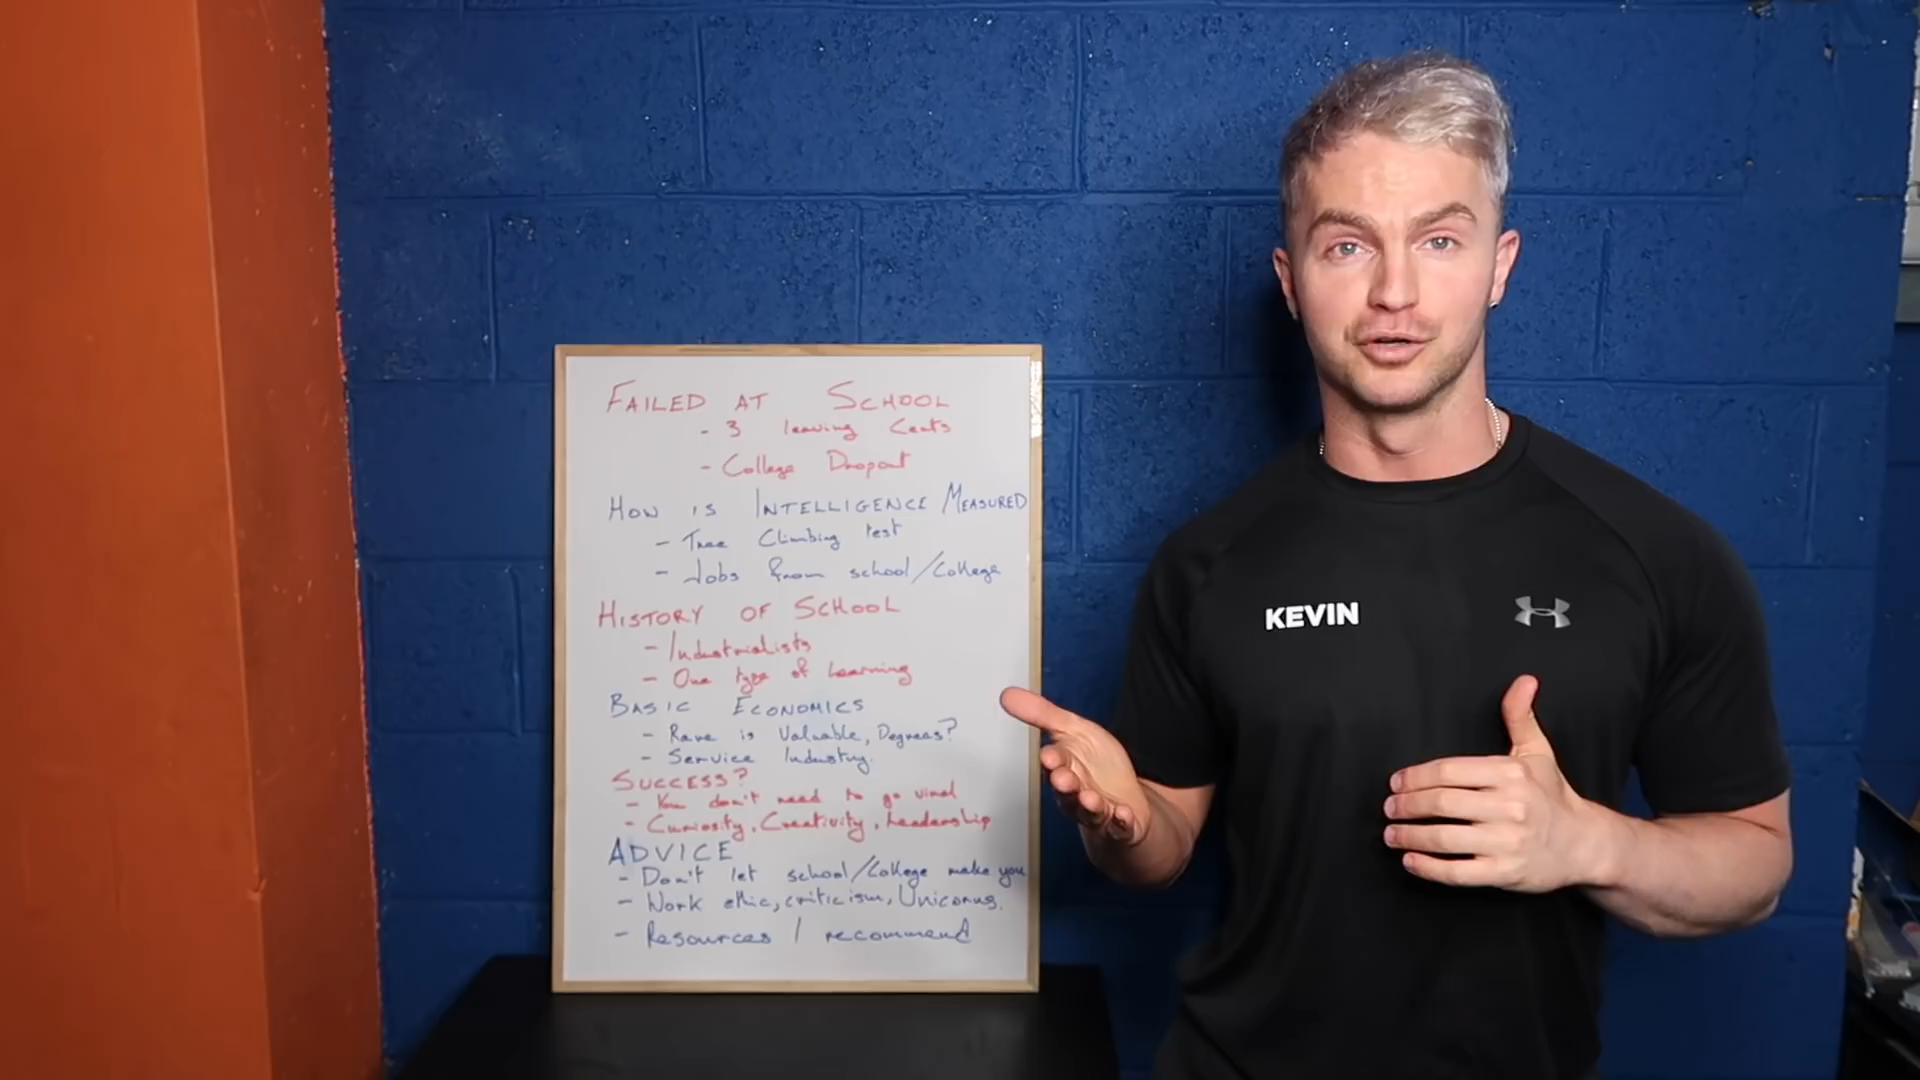 FAILED AT SCHOOL
- 3 leaving Certs
- College Dropout
HOW IS INTELLIGENCE MEASURED
- Tree Climbing test
- Jobs from school/College
HISTORY OF SCHOOL
- Industrialists
- One type of learning
BASIC ECONOMICS
- Rare is Valuable, Degrees?
- Service Industry.
SUCCESS?
- You don't need to go viral
- Curiosity, Creativity, Leadership
ADVICE
- Don't let school/College make you
- Work ethic, criticism, Unicorns.
- Resources I recommend
KEVIN